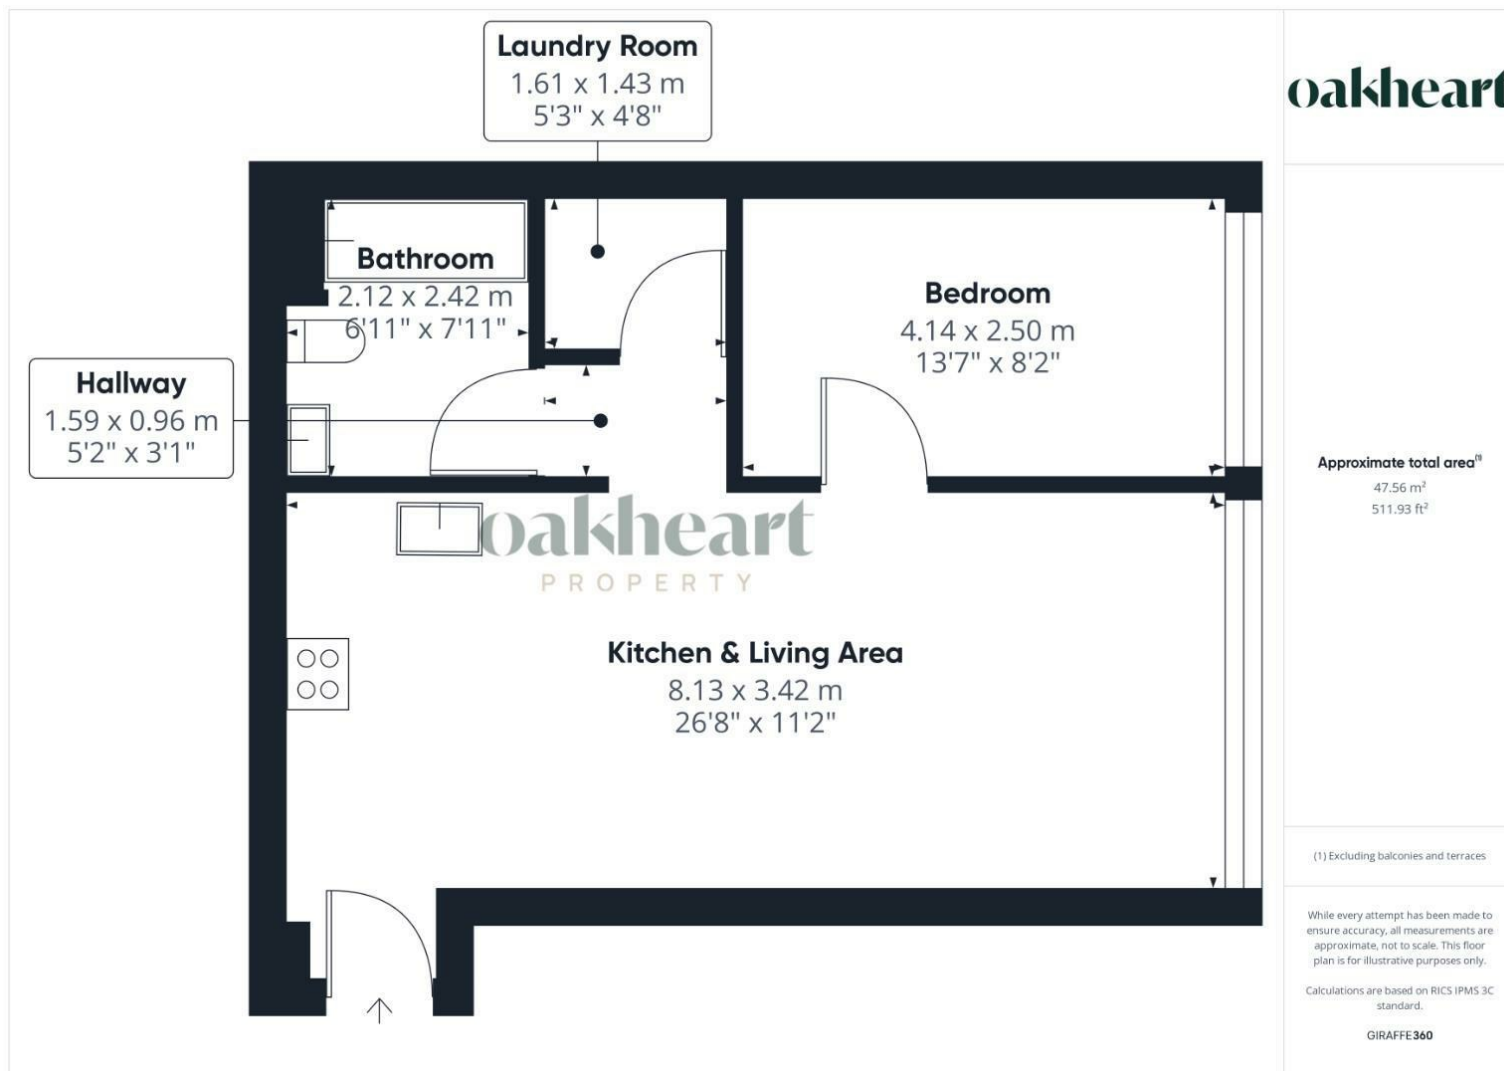 Laundry Room
1.61 x 1.43 m
5'3" x 4'8"
oakheart
Bathroom
2.12 x 2.42 m
6'11" x 7'11"
Bedroom
4.14 x 2.50 m
13'7" x 8'2"
Hallway
1.59 x 0.96 m
5'2" x 3'1"
Approximate total area(1)
47.56 m²
511.93 ft²
oakheart
PROPERTY
Kitchen & Living Area
8.13 x 3.42 m
26'8" x 11'2"
(1) Excluding balconies and terraces
While every attempt has been made to
ensure accuracy, all measurements are
approximate, not to scale. This floor
plan is for illustrative purposes only.
Calculations are based on RICS IPMS 3C
standard.
GIRAFFE360